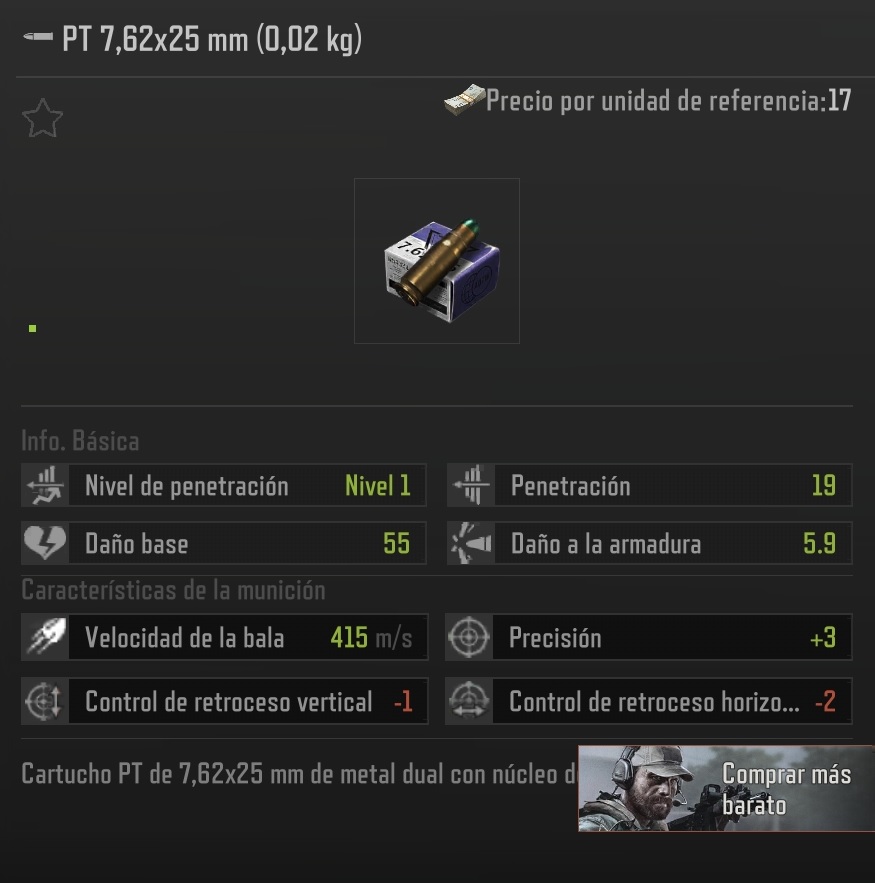 PT 7,62x25 mm (0,02 kg)
Precio por unidad de referencia:17
7.62
Info. Básica
Nivel de penetración Nivel 1
Penetración 19
Daño base 55
Daño a la armadura 5.9
Características de la munición
Velocidad de la bala 415 m/s
Precisión +3
Control de retroceso vertical -1
Control de retroceso horizo... -2
Cartucho PT de 7,62x25 mm de metal dual con núcleo
Comprar más
barato